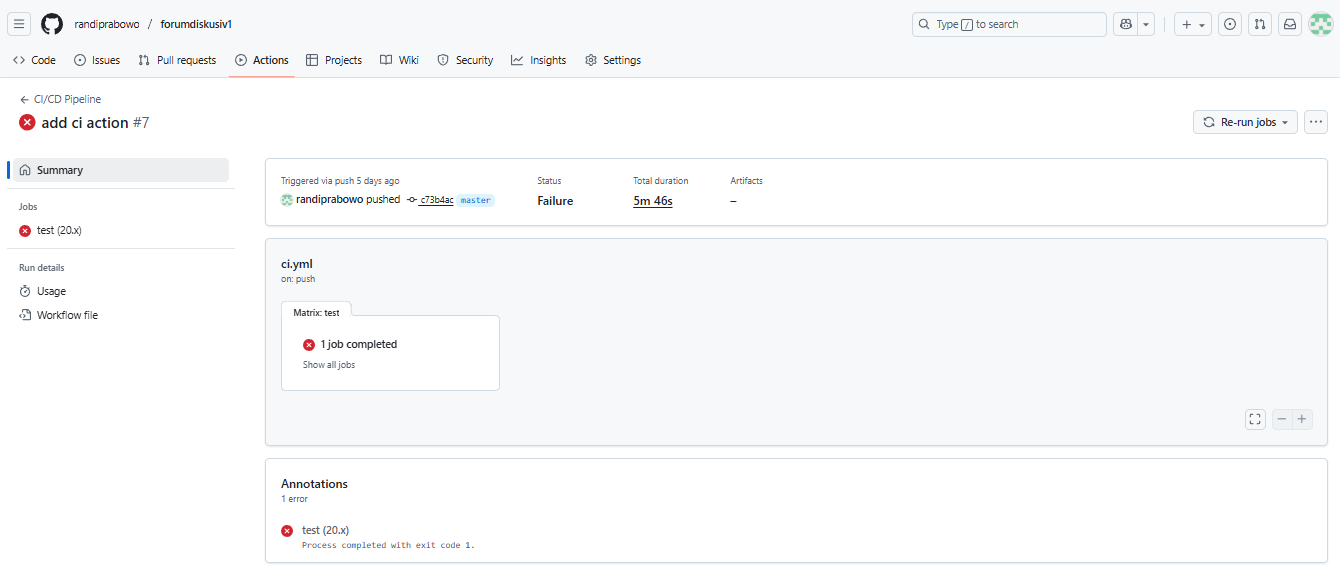 randiprabowo / forumdiskusiv1
Type / to search
Code Issues Pull requests Actions Projects Wiki Security Insights Settings
← CI/CD Pipeline
add ci action #7
Re-run jobs
Summary
Jobs
test (20.x)
Run details
Usage
Workflow file
Triggered via push 5 days ago
randiprabowo pushed c73b4ac master
Status
Failure
Total duration
5m 46s
Artifacts
–
ci.yml
on: push
Matrix: test
1 job completed
Show all jobs
Annotations
1 error
test (20.x)
Process completed with exit code 1.